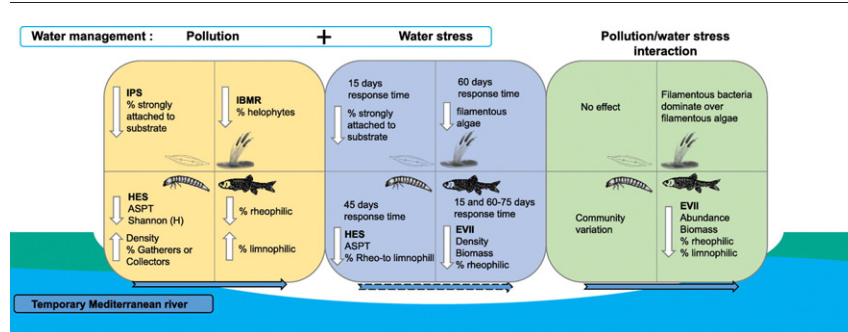 Water management : Pollution + Water stress
Pollution/water stress
interaction
IPS
% strongly
attached to
substrate
IBMR
% helophytes
HES
ASPT
Shannon (H)
Density
% Gatherers or
Collectors
% rheophilic
% limnophilic
15 days
response time
% strongly
attached to
substrate
60 days
response time
filamentous
algae
45 days
response time
HES
ASPT
% Rheo-to limnophill
15 and 60-75 days
response time
EVII
Density
Biomass
% rheophilic
No effect
Filamentous bacteria
dominate over
filamentous algae
Community
variation
EVII
Abundance
Biomass
% rheophilic
% limnophilic
Temporary Mediterranean river